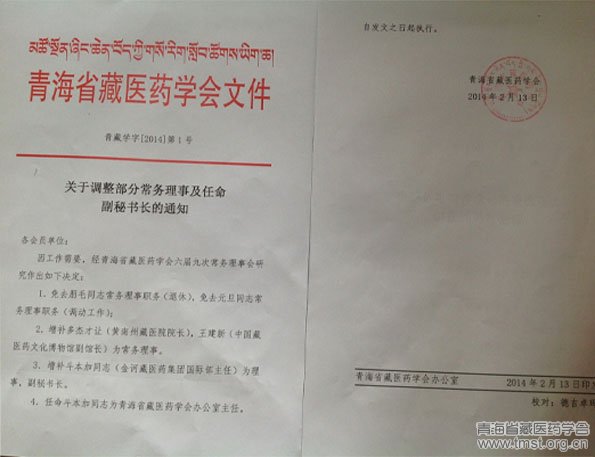 མཚོ་སྔོན་ཞིང་ཆེན་བོད་ཀྱི་གསོ་རིག་སློབ་ཚོགས་ཡིག་ཆ།
青海省藏医药学会文件
青藏学字[2014]第1号
关于调整部分常务理事及任命
副秘书长的通知
各会员单位：
因工作需要，经青海省藏医药学会六届九次常务理事会研
究作出如下决定：
1．免去朋毛同志常务理事职务（退休），免去元旦同志常
务理事职务（调动工作）；
2．增补多杰才让（黄南州藏医院院长），王建新（中国藏
医药文化博物馆副馆长）为常务理事。
3．增补斗本加同志（金诃藏医药集团国际部主任）为理
事，副秘书长。
4．任命斗本加同志为青海省藏医药学会办公室主任。
自发文之日起执行。
青海省藏医药学会
2014年2月13日
青海省藏医药学会办公室
2014年2月13日印
校对：德吉卓
青海省藏医药学会
www.tmst.org.cn